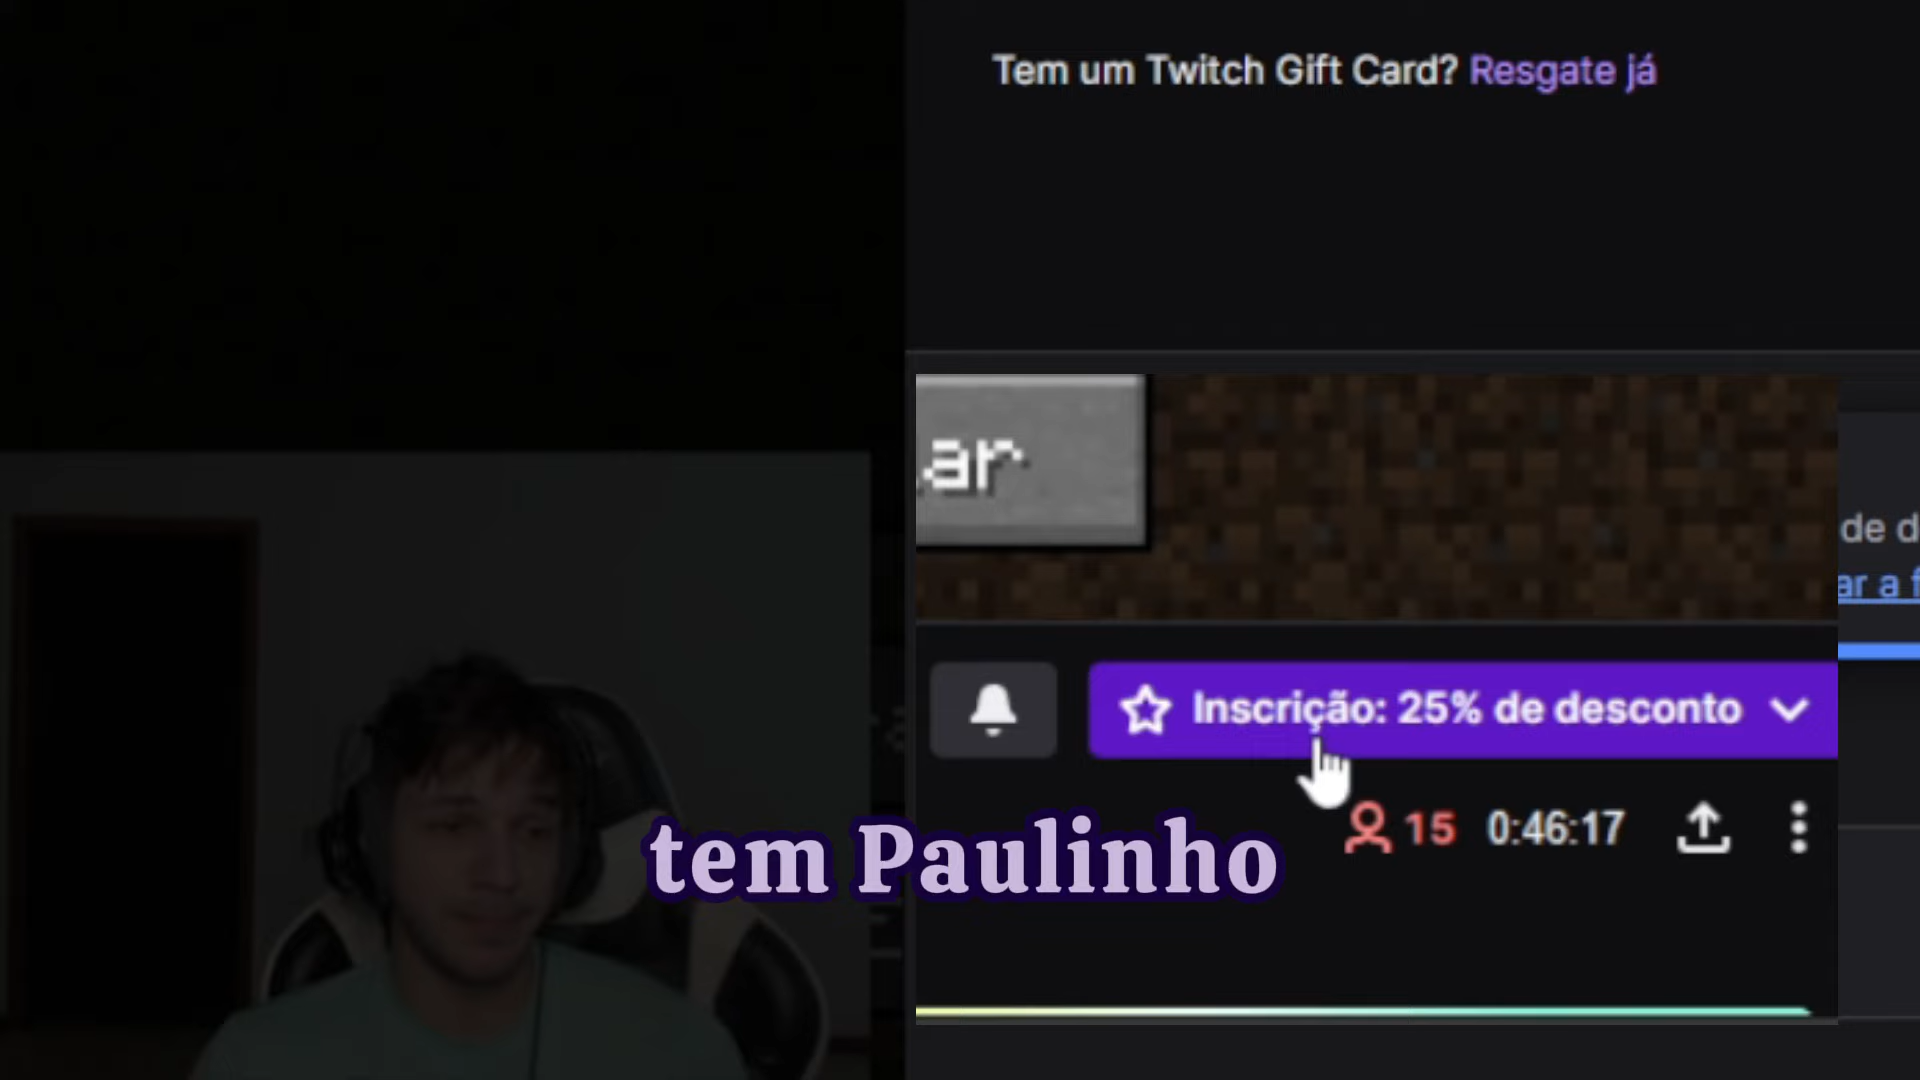 Tem um Twitch Gift Card? Resgate já
ar
de d
ar a f
Inscrição: 25% de desconto
15 0:46:17
tem Paulinho